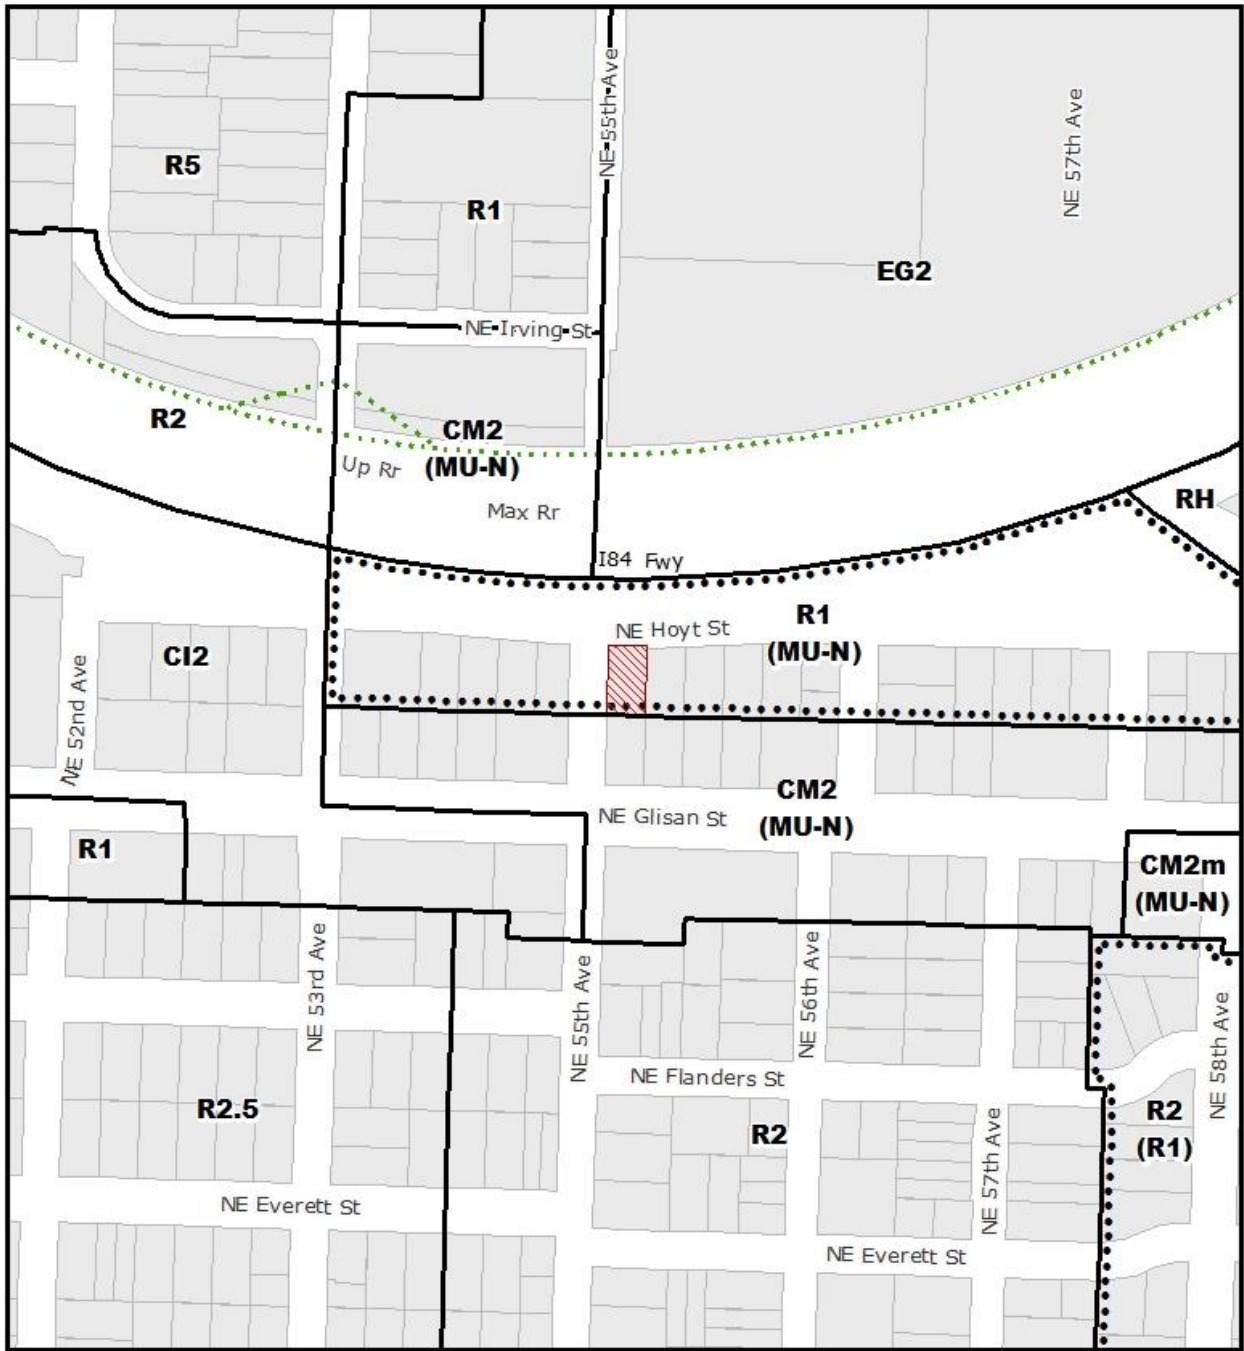 NE 55th Ave
NE 57th Ave
R5
R1
EG2
NE Irving St
R2
CM2
(MU-N)
Up Rr
Max Rr
RH
I84 Fwy
R1
(MU-N)
NE Hoyt St
CI2
NE 52nd Ave
CM2
(MU-N)
NE Glisan St
R1
CM2m
(MU-N)
NE 53rd Ave
NE 55th Ave
NE 56th Ave
NE 58th Ave
NE Flanders St
R2.5
R2
R2
(R1)
NE 57th Ave
NE Everett St
NE Everett St